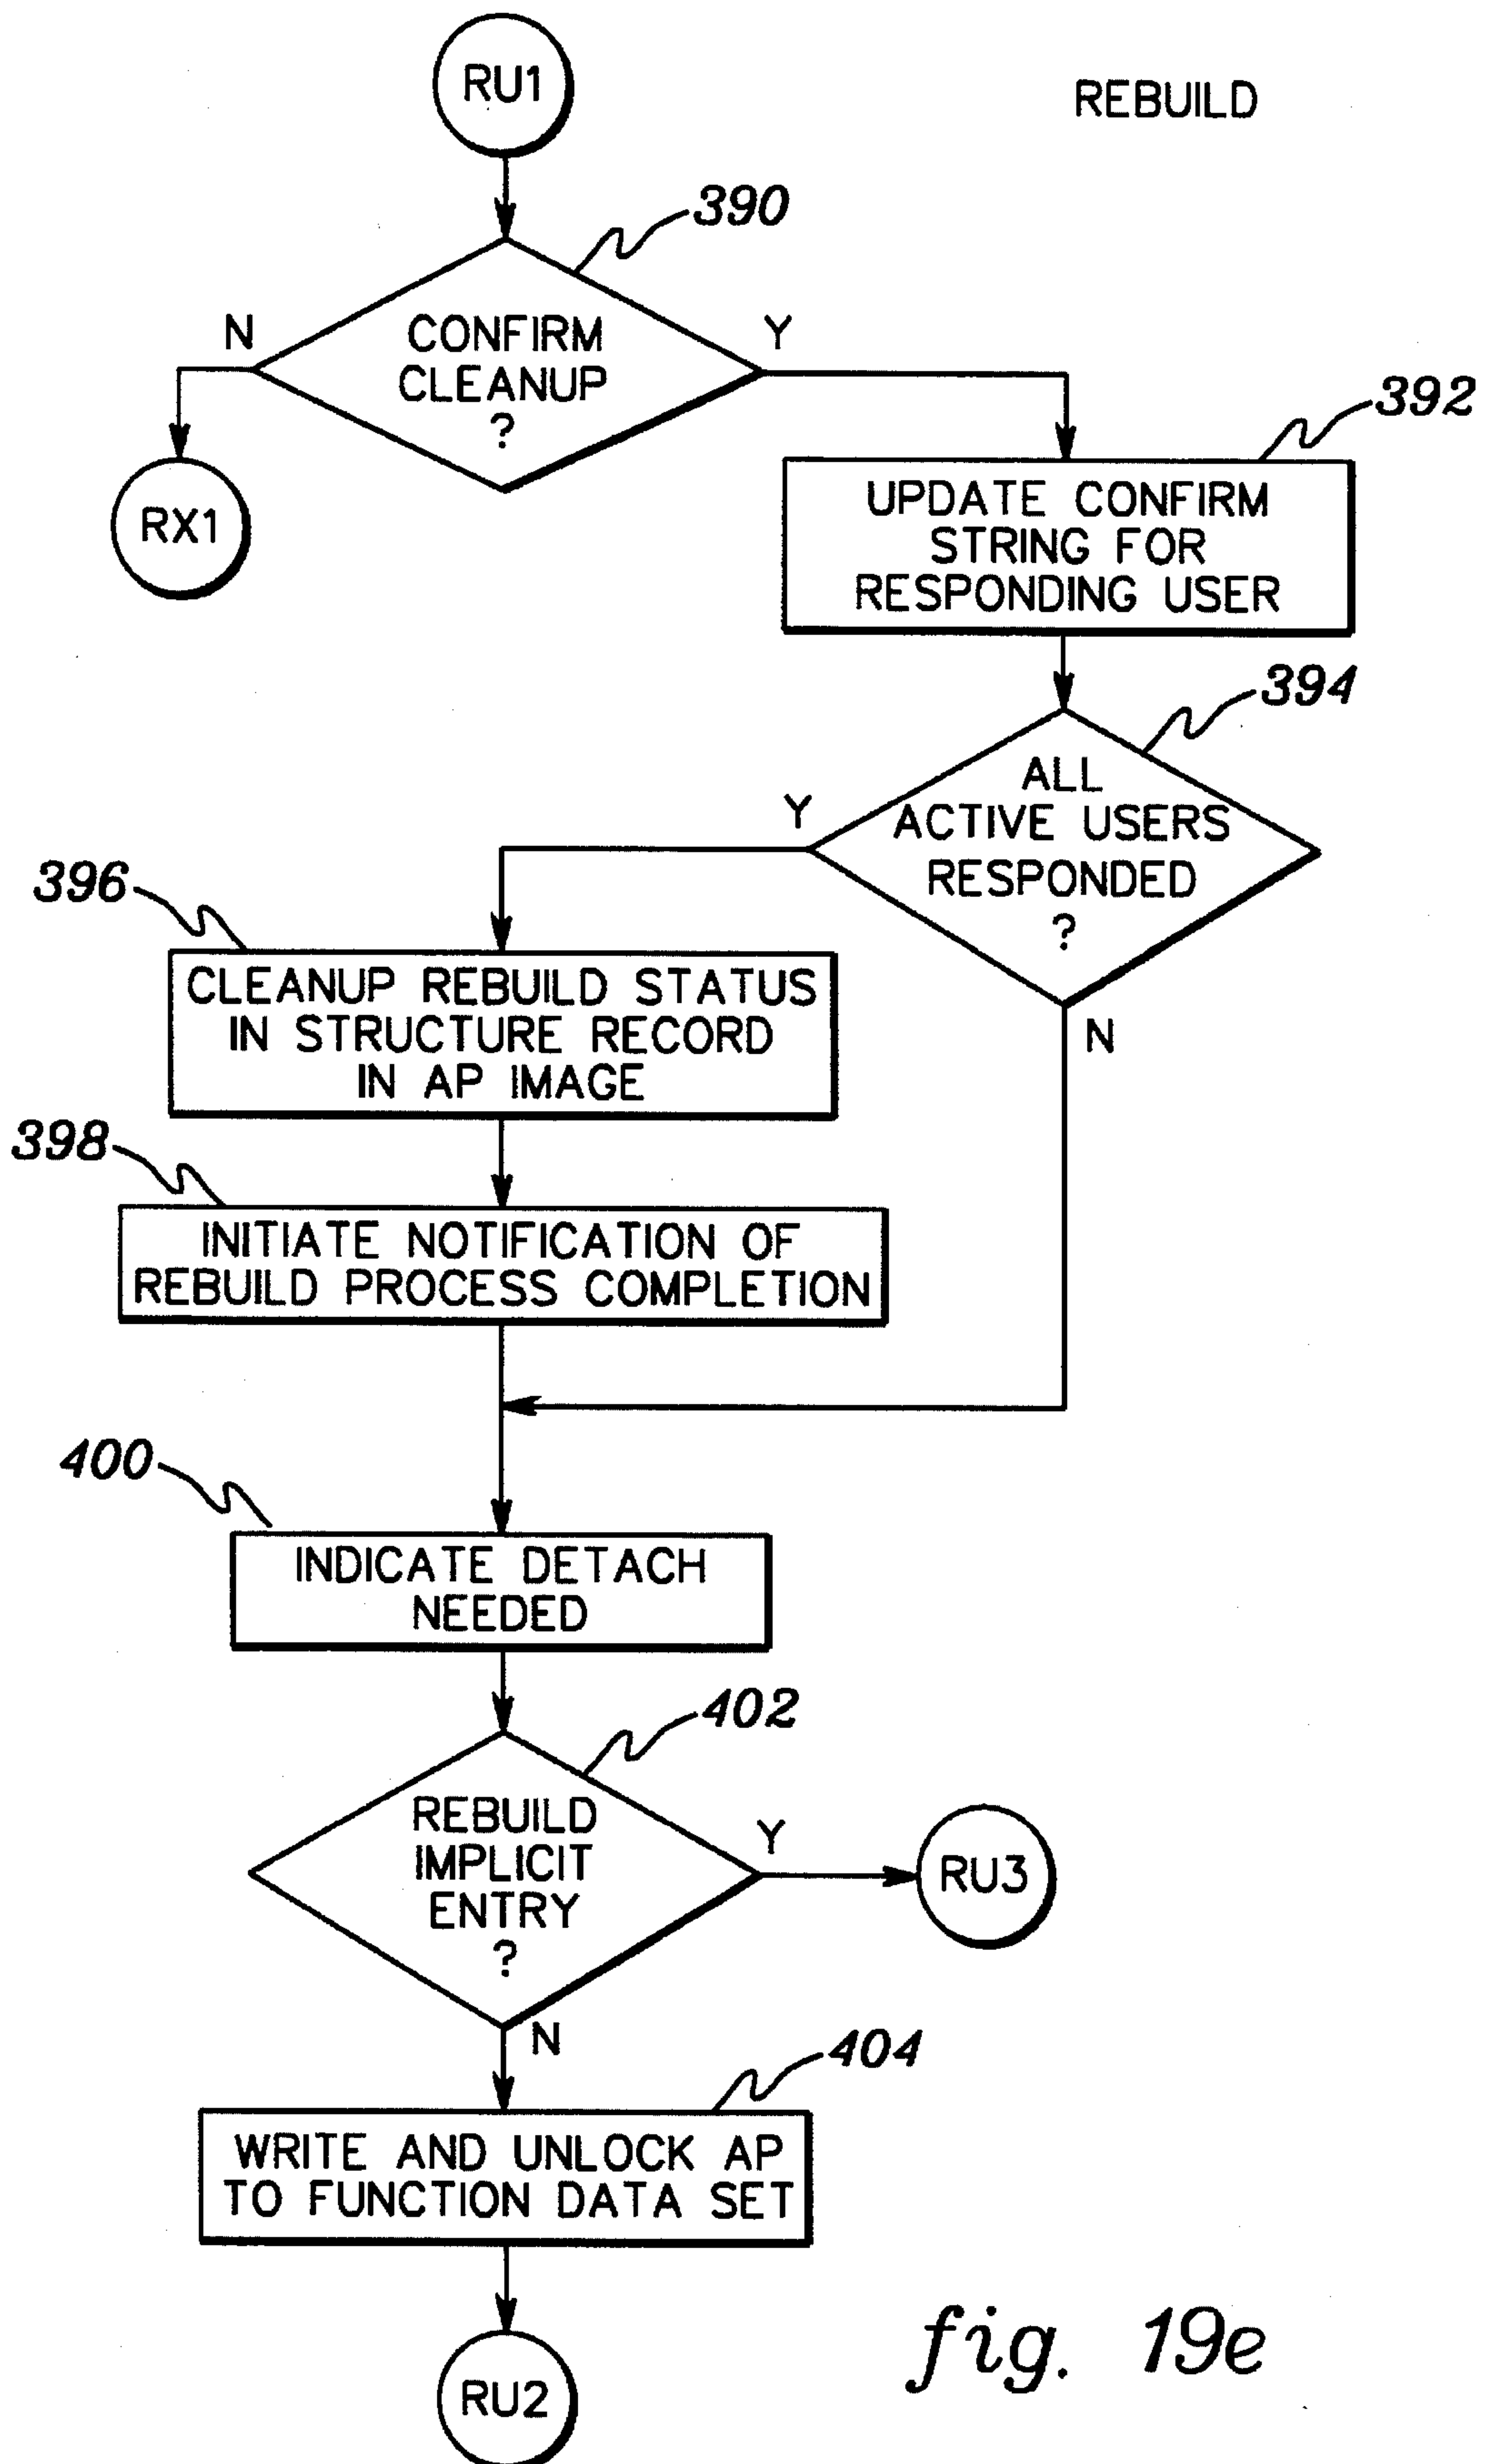 RU1
REBUILD
390
N
CONFIRM
CLEANUP
?
Y
RX1
392
UPDATE CONFIRM
STRING FOR
RESPONDING USER
394
ALL
ACTIVE USERS
RESPONDED
?
Y
N
396
CLEANUP REBUILD STATUS
IN STRUCTURE RECORD
IN AP IMAGE
398
INITIATE NOTIFICATION OF
REBUILD PROCESS COMPLETION
400
INDICATE DETACH
NEEDED
402
REBUILD
IMPLICIT
ENTRY
?
Y
RU3
N
404
WRITE AND UNLOCK AP
TO FUNCTION DATA SET
RU2
fig. 19e